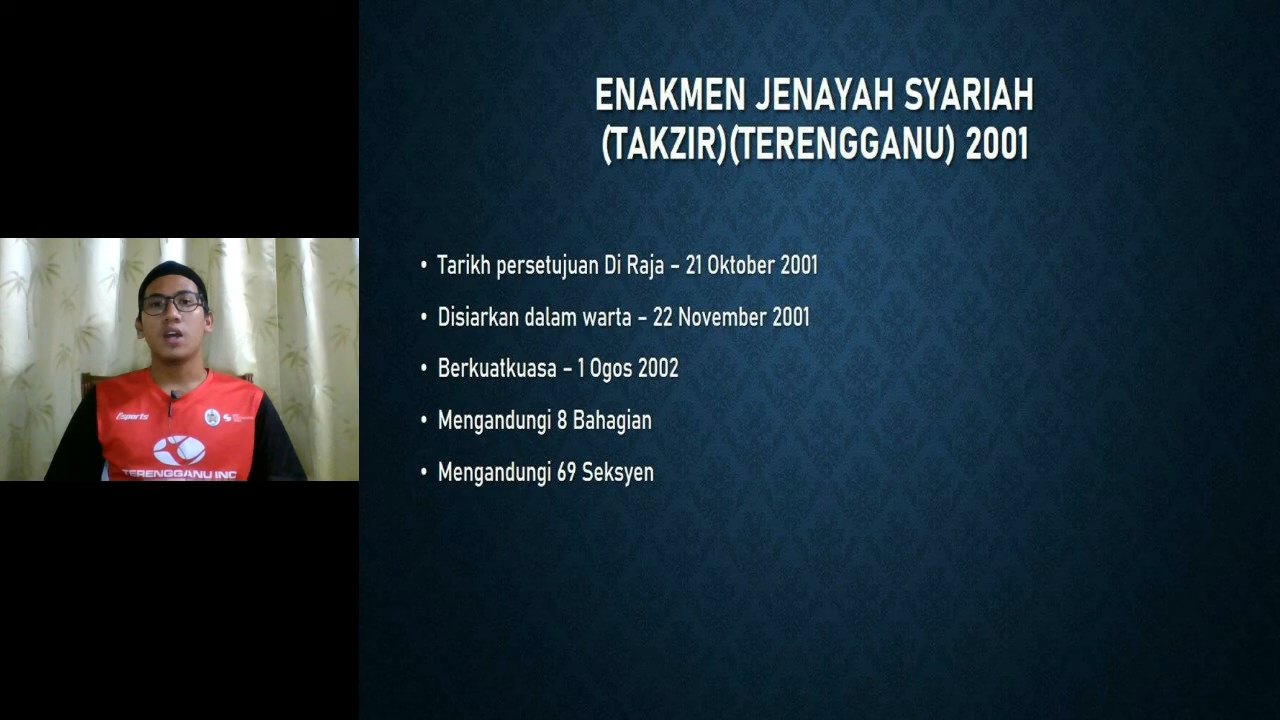 ENAKMEN JENAYAH SYARIAH
(TAKZIR)(TERENGGANU) 2001
• Tarikh persetujuan Di Raja – 21 Oktober 2001
• Disiarkan dalam warta – 22 November 2001
• Berkuatkuasa – 1 Ogos 2002
• Mengandungi 8 Bahagian
• Mengandungi 69 Seksyen
TERENGGANU INC